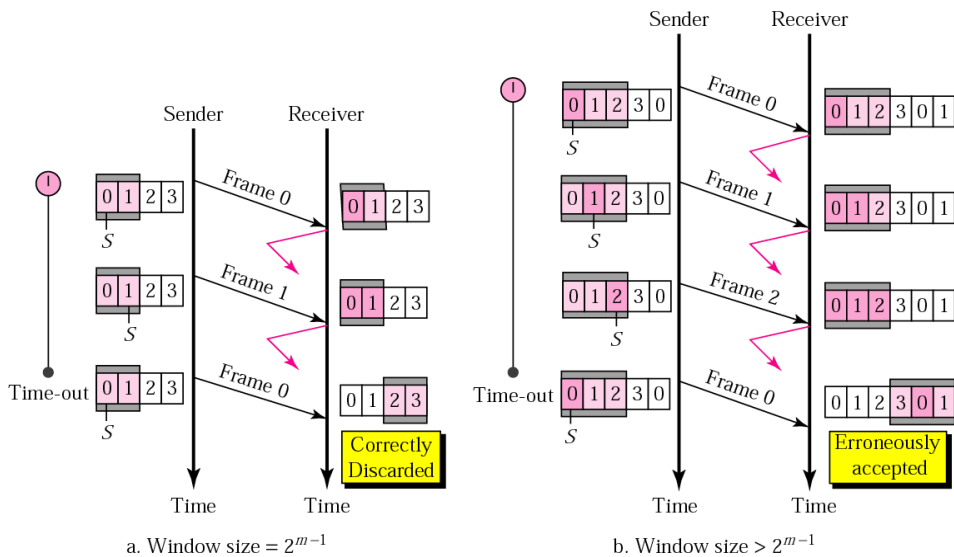 Sender Receiver
0 1 2 3
S
Frame 0
0 1 2 3
0 1 2 3
S
Frame 1
0 1 2 3
Time-out
0 1 2 3
S
Frame 0
0 1 2 3
Correctly
Discarded
Time Time
a. Window size = 2^{m-1}
Sender Receiver
0 1 2 3 0
S
Frame 0
0 1 2 3 0 1
0 1 2 3 0
S
Frame 1
0 1 2 3 0 1
0 1 2 3 0
S
Frame 2
0 1 2 3 0 1
Time-out
0 1 2 3 0
S
Frame 0
0 1 2 3 0 1
Erroneously
accepted
Time Time
b. Window size > 2^{m-1}